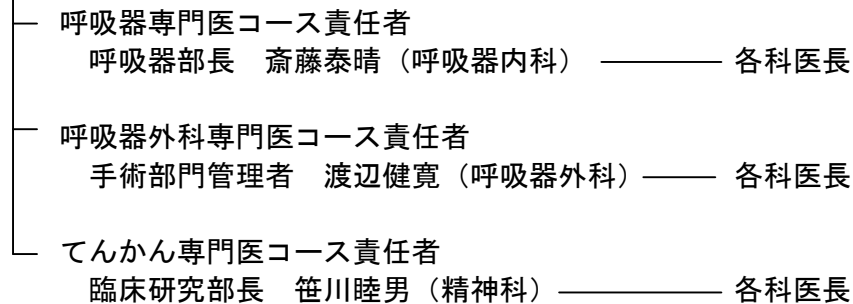 呼吸器専門医コース責任者
呼吸器部長　斎藤泰晴（呼吸器内科）　各科医長
呼吸器外科専門医コース責任者
手術部門管理者　渡辺健寛（呼吸器外科）　各科医長
てんかん専門医コース責任者
臨床研究部長　笹川睦男（精神科）　各科医長